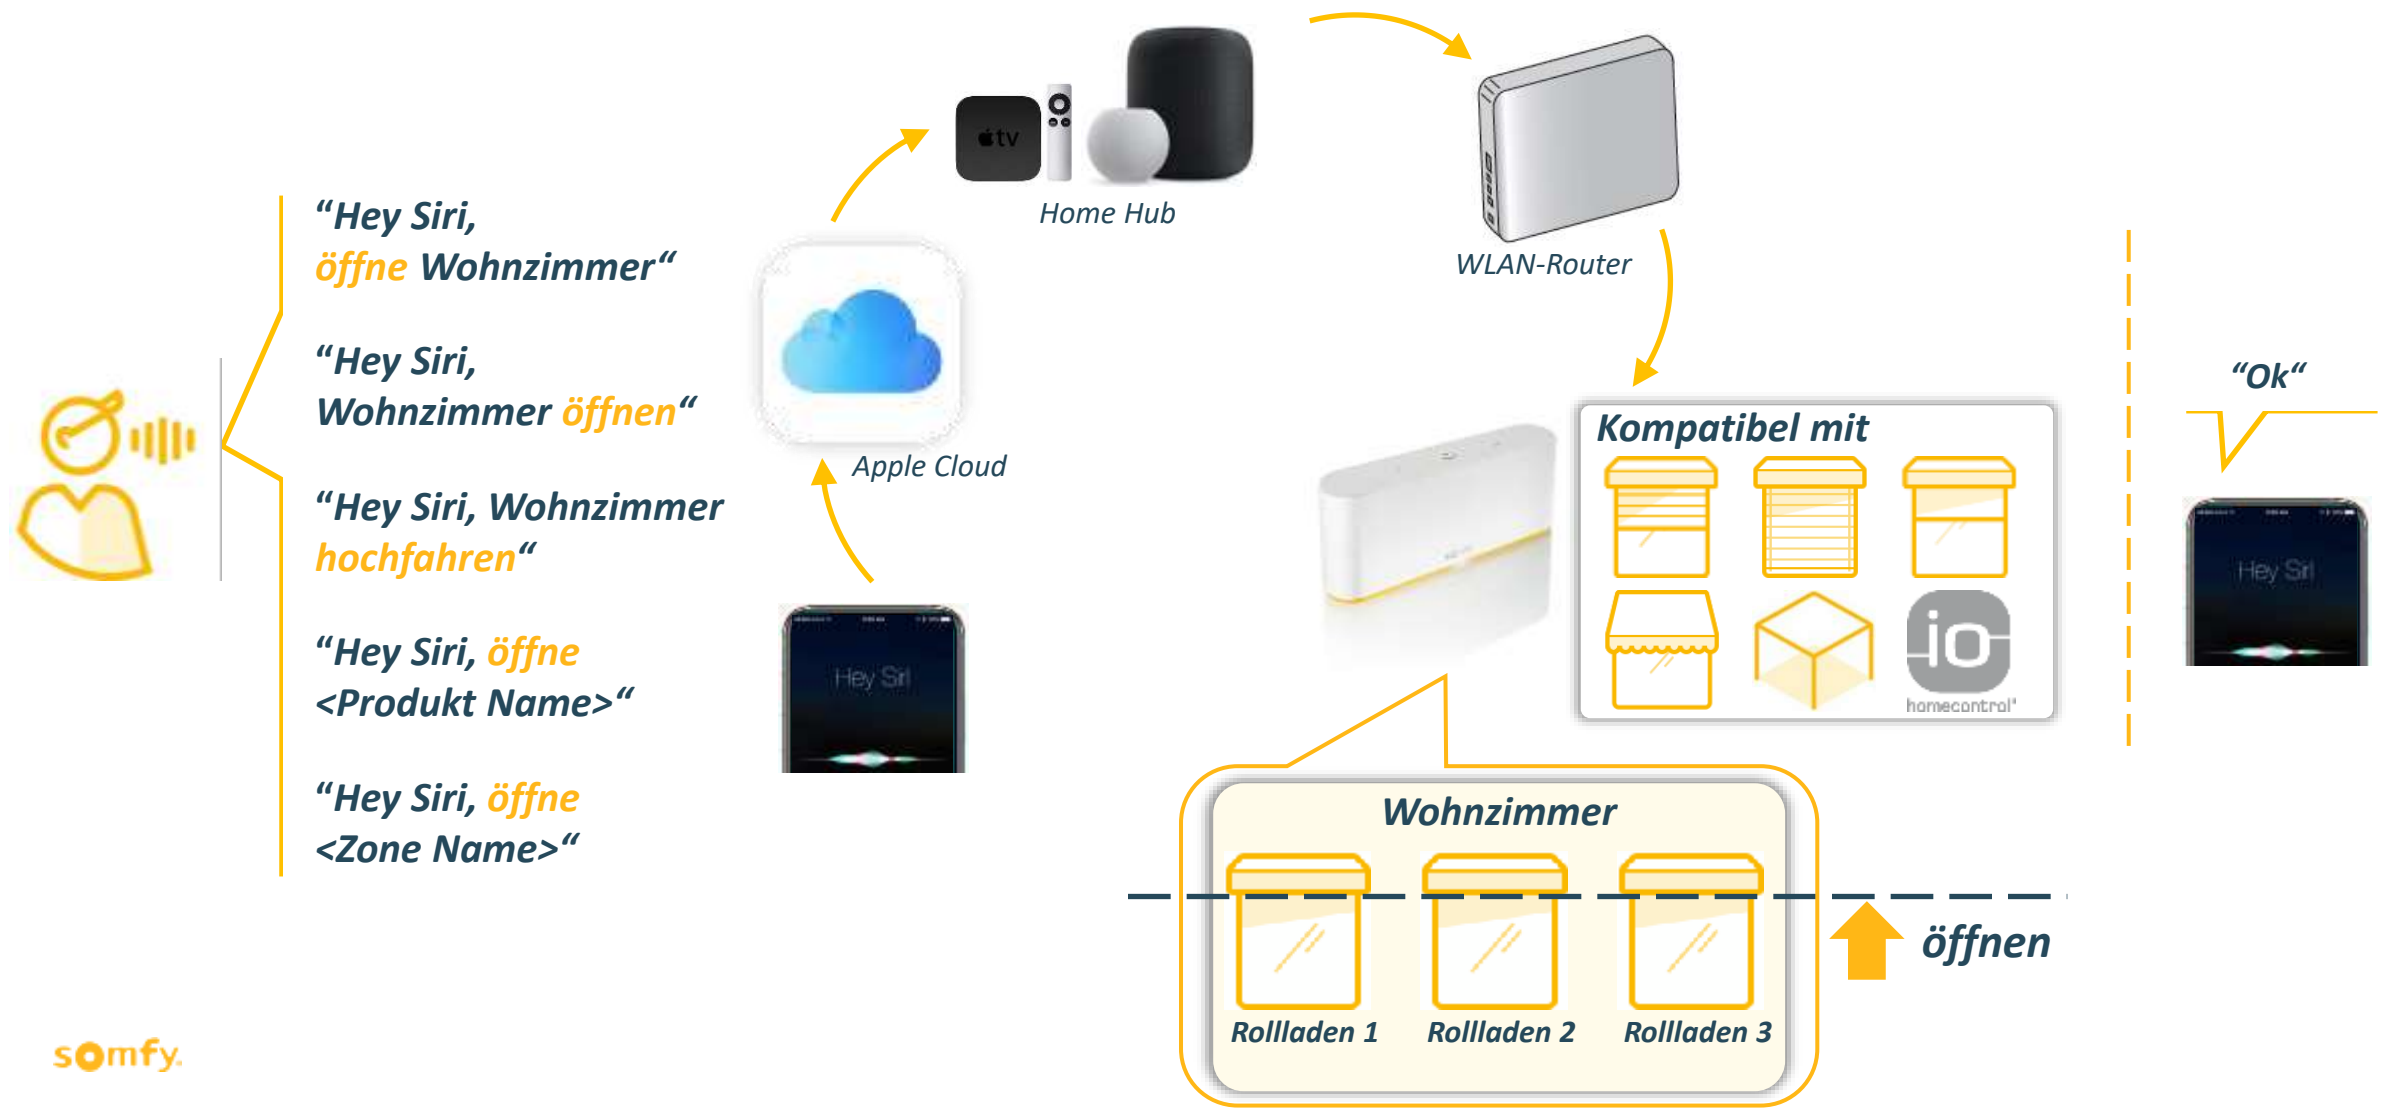 “Hey Siri,
öffne Wohnzimmer“
“Hey Siri,
Wohnzimmer öffnen“
“Hey Siri, Wohnzimmer
hochfahren“
“Hey Siri, öffne
<Produkt Name>“
“Hey Siri, öffne
<Zone Name>“
tv
Home Hub
WLAN-Router
Apple Cloud
Hey Siri
Kompatibel mit
io
homecontrol®
“Ok“
Hey Siri
Wohnzimmer
Rollladen 1
Rollladen 2
Rollladen 3
öffnen
somfy.